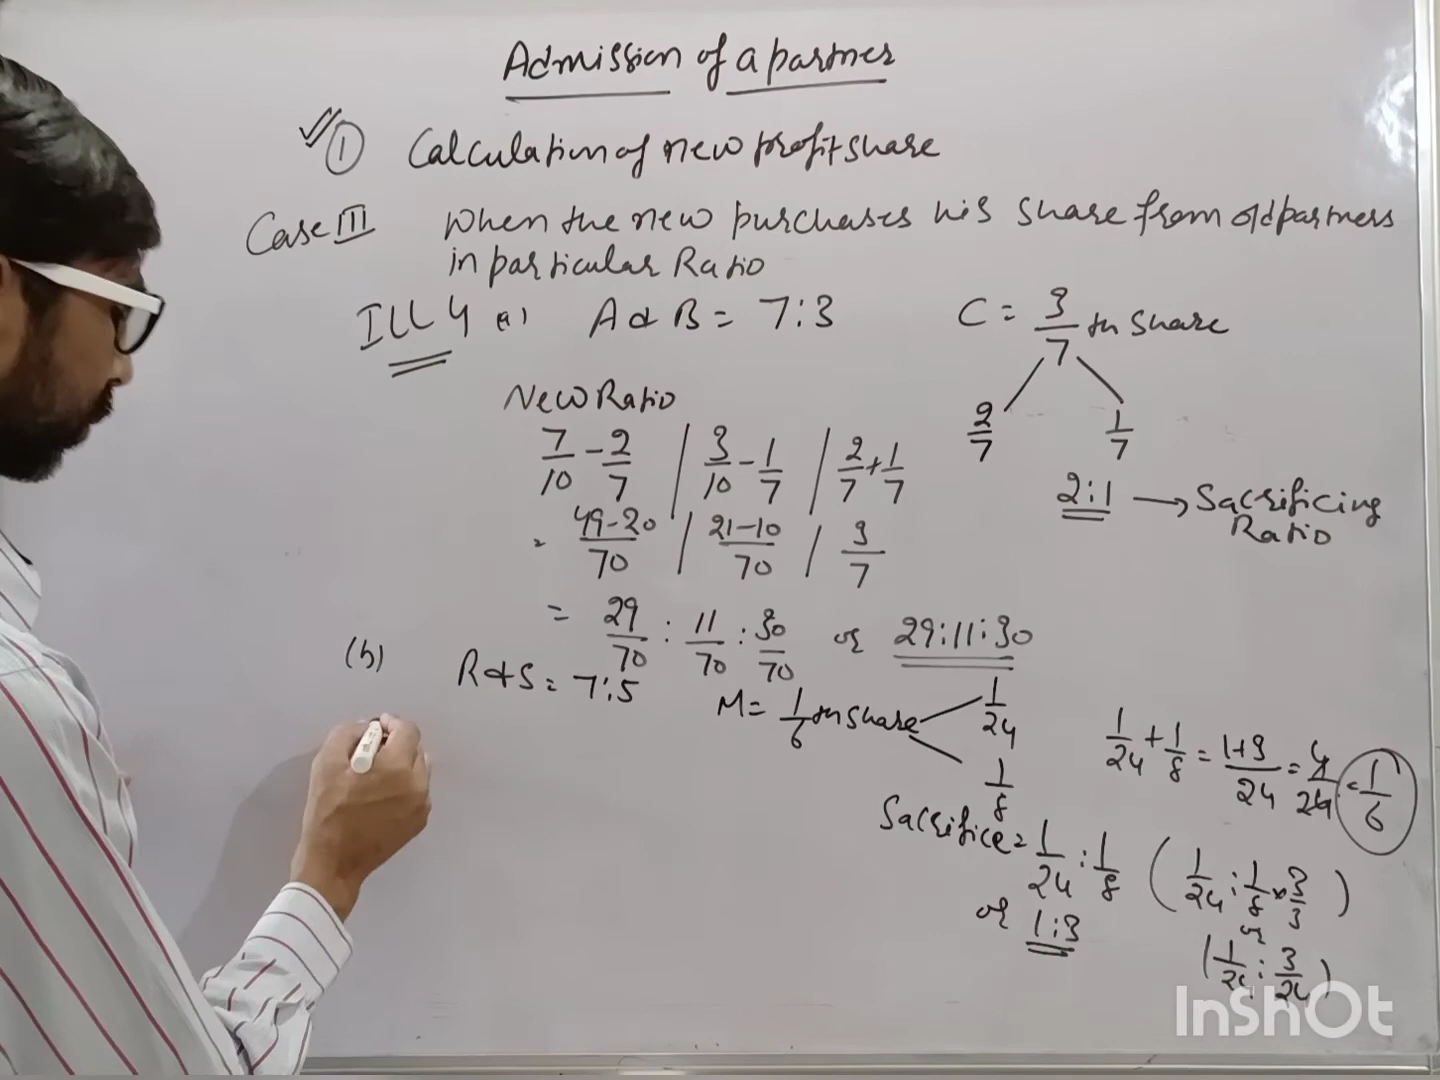 Admission of a partner
① Calculation of new profit share
Case III When the new purchases his share from old partners
in particular Ratio
ILL 4 (a) A & B = 7:3 C = 3/7 th share
2/7 1/7
2:1 → Sacrificing
Ratio
New Ratio
7/10 - 2/7 / 3/10 - 1/7 / 2/7 + 1/7
= 49-20/70 / 21-10/70 / 3/7
= 29/70 : 11/70 : 30/70 or 29:11:30
(b) R & S = 7:5 M = 1/6 th share 1/24
1/8
1/24 + 1/8 = 1+3/24 = 4/24 = 1/6
Sacrifice = 1/24 : 1/8 (1/24 : 1/8 × 3/3)
or 1:3
or
(1/24 : 3/24)
InShOt